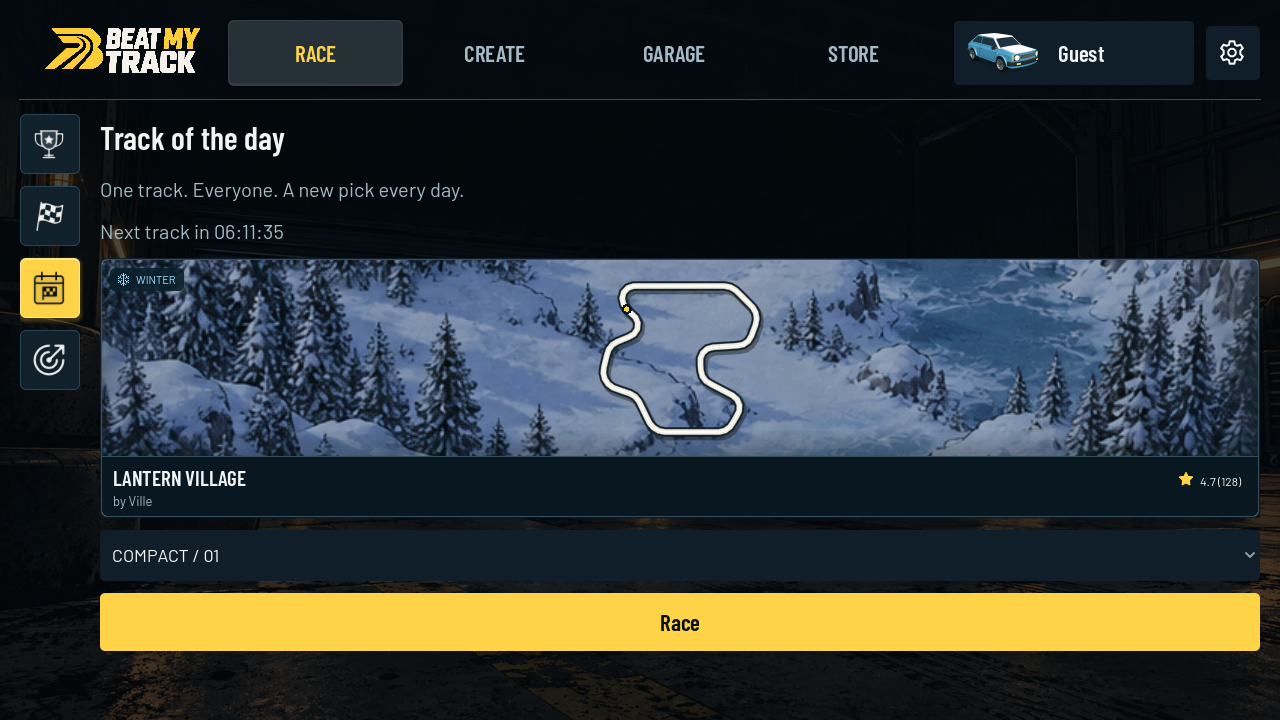 BEAT MY
TRACK
RACE
CREATE
GARAGE
STORE
Guest
Track of the day
One track. Everyone. A new pick every day.
Next track in 06:11:35
WINTER
LANTERN VILLAGE
by Ville
4.7 (128)
COMPACT / 01
Race